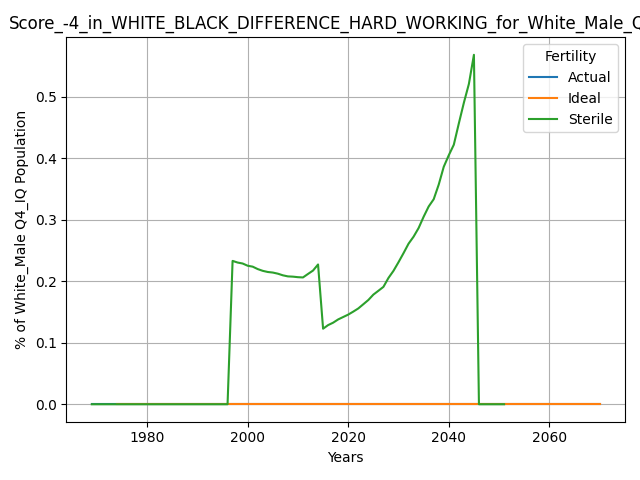 Score_-4_in_WHITE_BLACK_DIFFERENCE_HARD_WORKING_for_White_Male_Q
Fertility
Actual
Ideal
Sterile
% of White_Male Q4_IQ Population
0.5
0.4
0.3
0.2
0.1
0.0
1980 2000 2020 2040 2060
Years